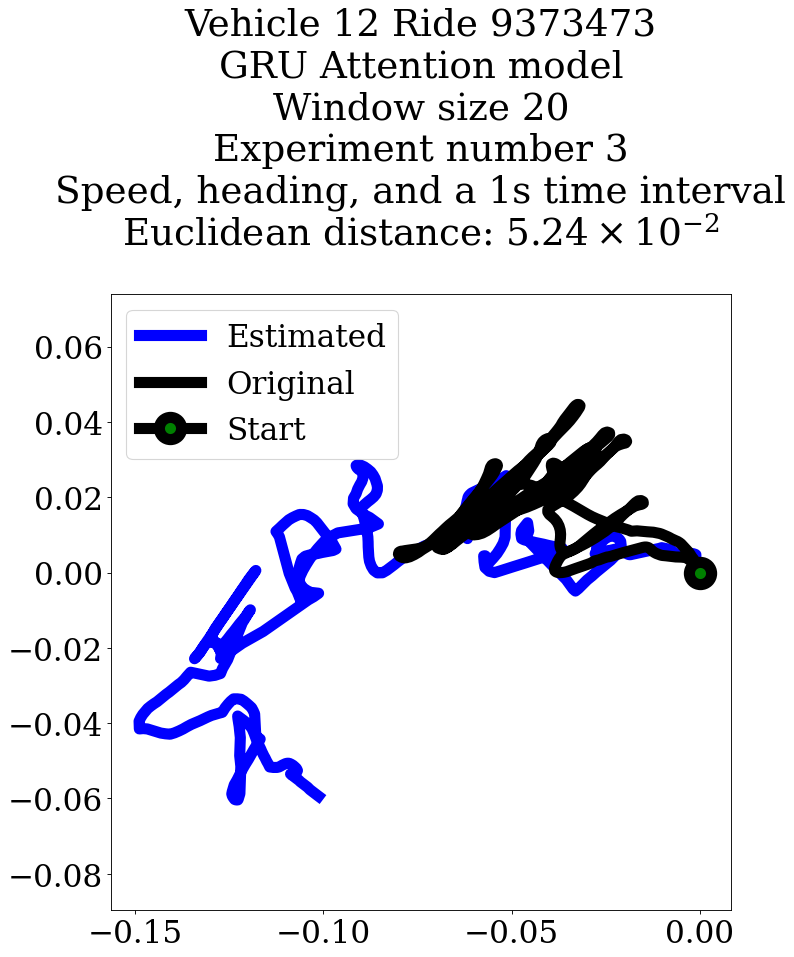 Vehicle 12 Ride 9373473
GRU Attention model
Window size 20
Experiment number 3
Speed, heading, and a 1s time interval
Euclidean distance: 5.24 × 10⁻²
Estimated
Original
Start
0.06
0.04
0.02
0.00
−0.02
−0.04
−0.06
−0.08
−0.15 −0.10 −0.05 0.00